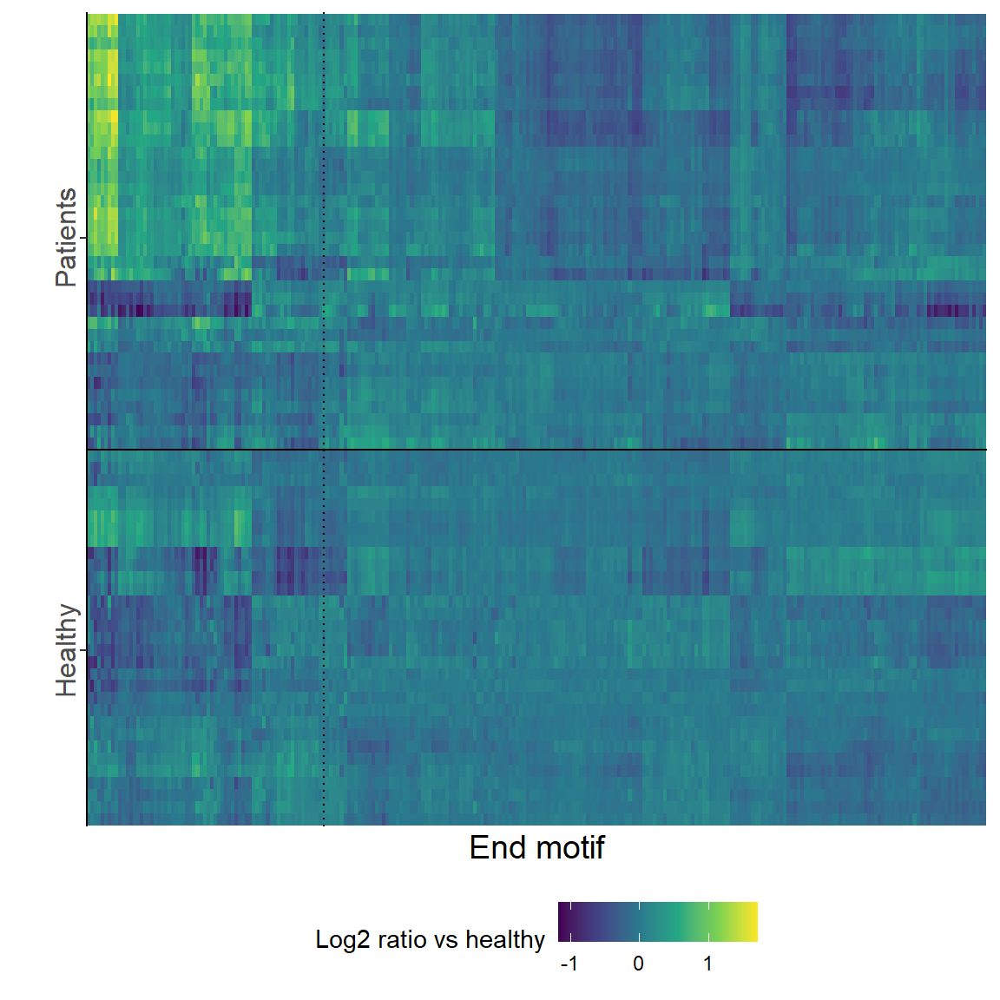 Patients
Healthy
End motif
Log2 ratio vs healthy
-1 0 1